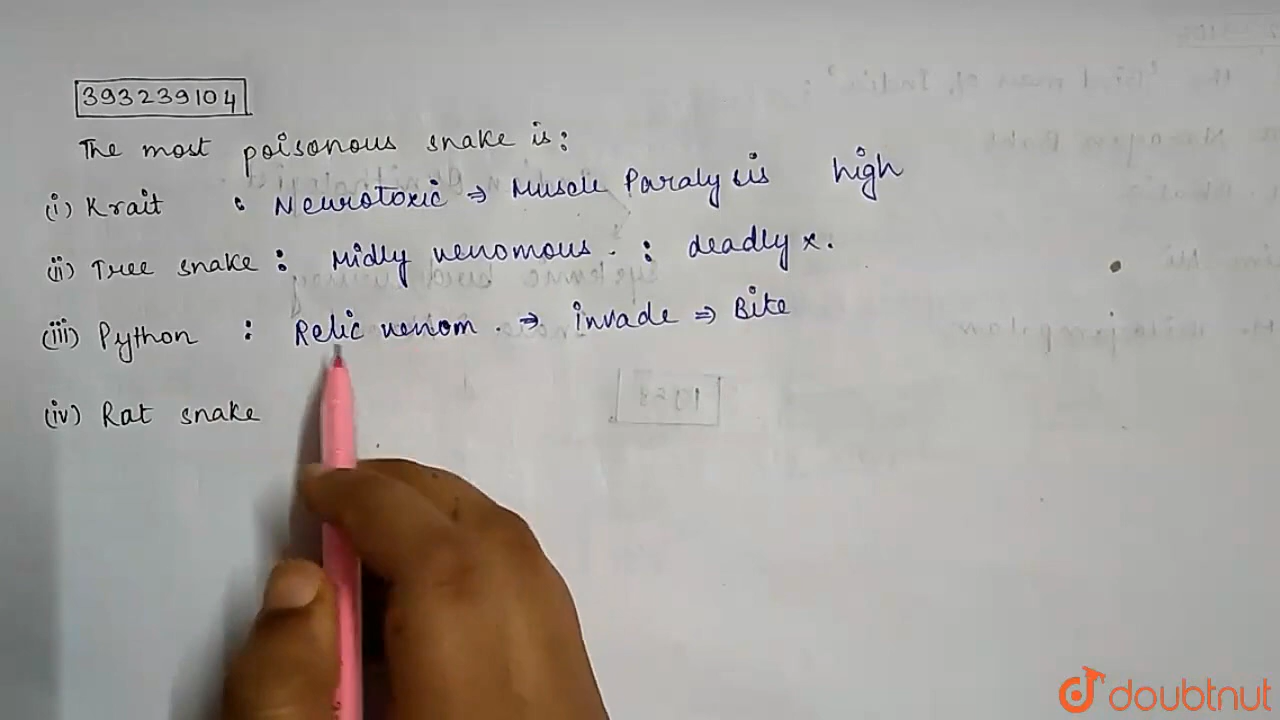 393239104
The most poisonous snake is:
(i) Krait : Neurotoxic ⇒ Muscle Paralysis high
(ii) Tree snake : Midly venomous. : deadly x.
(iii) Python : Relic venom. → invade ⇒ Bite
(iv) Rat snake
doubtnut